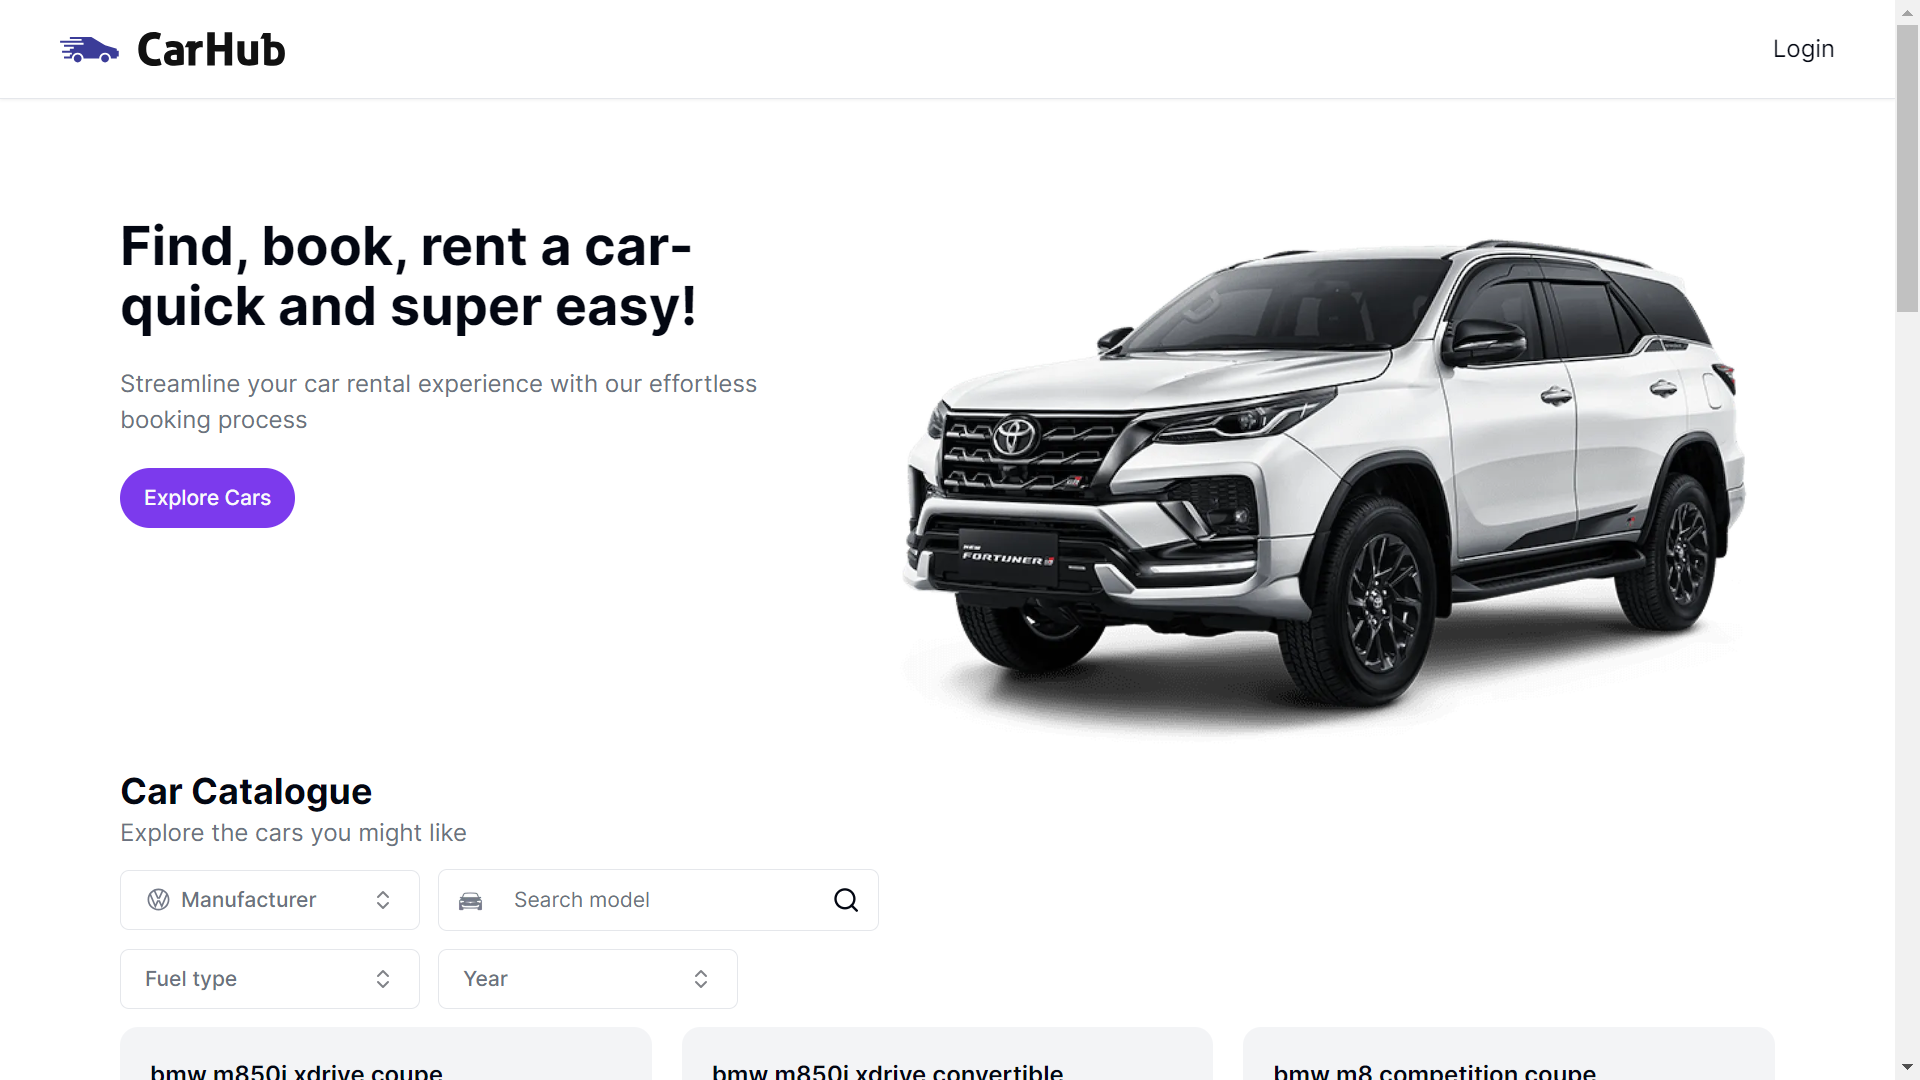 CarHub
Login
Find, book, rent a car-
quick and super easy!
Streamline your car rental experience with our effortless
booking process
Explore Cars
NEW
FORTUNER GR
Car Catalogue
Explore the cars you might like
Manufacturer
Search model
Fuel type
Year
bmw m850i xdrive coupe
bmw m850i xdrive convertible
bmw m8 competition coupe